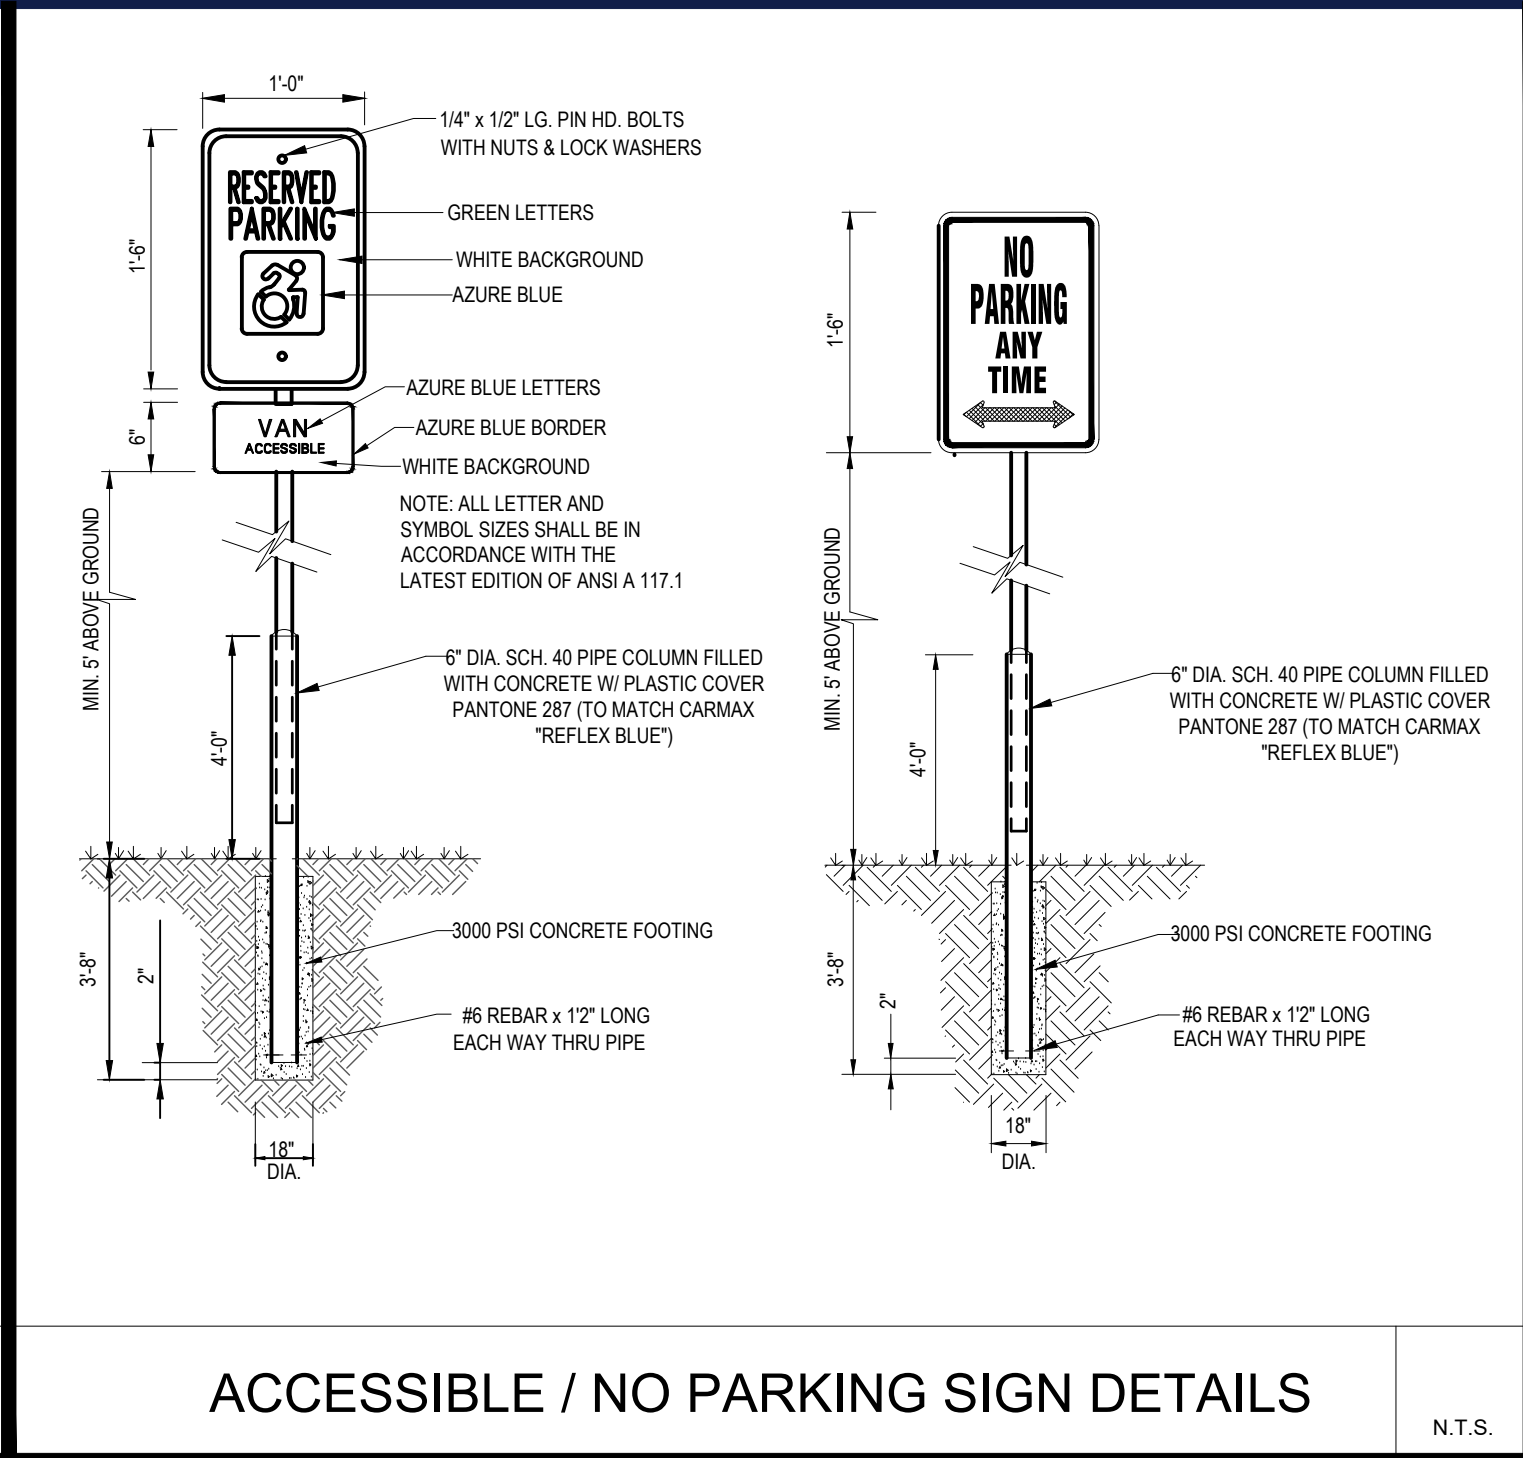 1'-0"
1/4" x 1/2" LG. PIN HD. BOLTS
WITH NUTS & LOCK WASHERS
RESERVED
PARKING
GREEN LETTERS
WHITE BACKGROUND
AZURE BLUE
1'-6"
AZURE BLUE LETTERS
VAN
ACCESSIBLE
AZURE BLUE BORDER
WHITE BACKGROUND
6"
NOTE: ALL LETTER AND
SYMBOL SIZES SHALL BE IN
ACCORDANCE WITH THE
LATEST EDITION OF ANSI A 117.1
MIN. 5' ABOVE GROUND
6" DIA. SCH. 40 PIPE COLUMN FILLED
WITH CONCRETE W/ PLASTIC COVER
PANTONE 287 (TO MATCH CARMAX
"REFLEX BLUE")
4'-0"
3000 PSI CONCRETE FOOTING
3'-8"
2"
#6 REBAR x 1'2" LONG
EACH WAY THRU PIPE
18"
DIA.
NO
PARKING
ANY
TIME
1'-6"
MIN. 5' ABOVE GROUND
6" DIA. SCH. 40 PIPE COLUMN FILLED
WITH CONCRETE W/ PLASTIC COVER
PANTONE 287 (TO MATCH CARMAX
"REFLEX BLUE")
4'-0"
3000 PSI CONCRETE FOOTING
3'-8"
2"
#6 REBAR x 1'2" LONG
EACH WAY THRU PIPE
18"
DIA.
ACCESSIBLE / NO PARKING SIGN DETAILS
N.T.S.